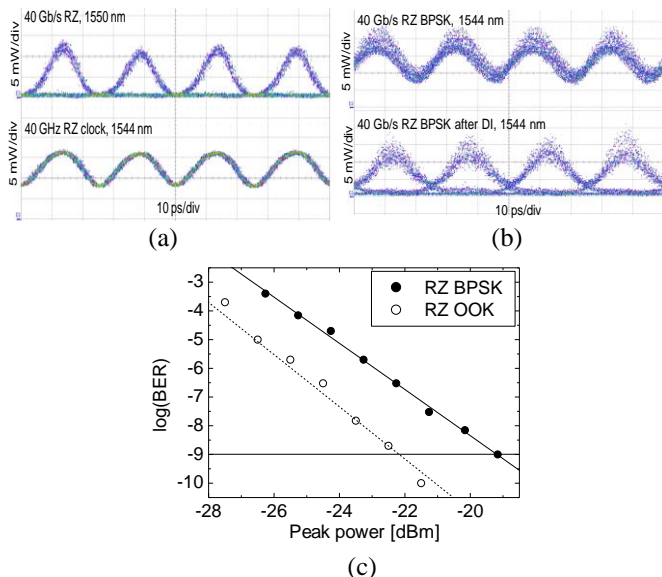 40 Gb/s RZ, 1550 nm
5 mW/div
40 GHz RZ clock, 1544 nm
5 mW/div
10 ps/div
(a)
40 Gb/s RZ BPSK, 1544 nm
5 mW/div
40 Gb/s RZ BPSK after DI, 1544 nm
5 mW/div
10 ps/div
(b)
RZ BPSK
RZ OOK
log(BER)
-3
-4
-5
-6
-7
-8
-9
-10
-28 -26 -24 -22 -20
Peak power [dBm]
(c)